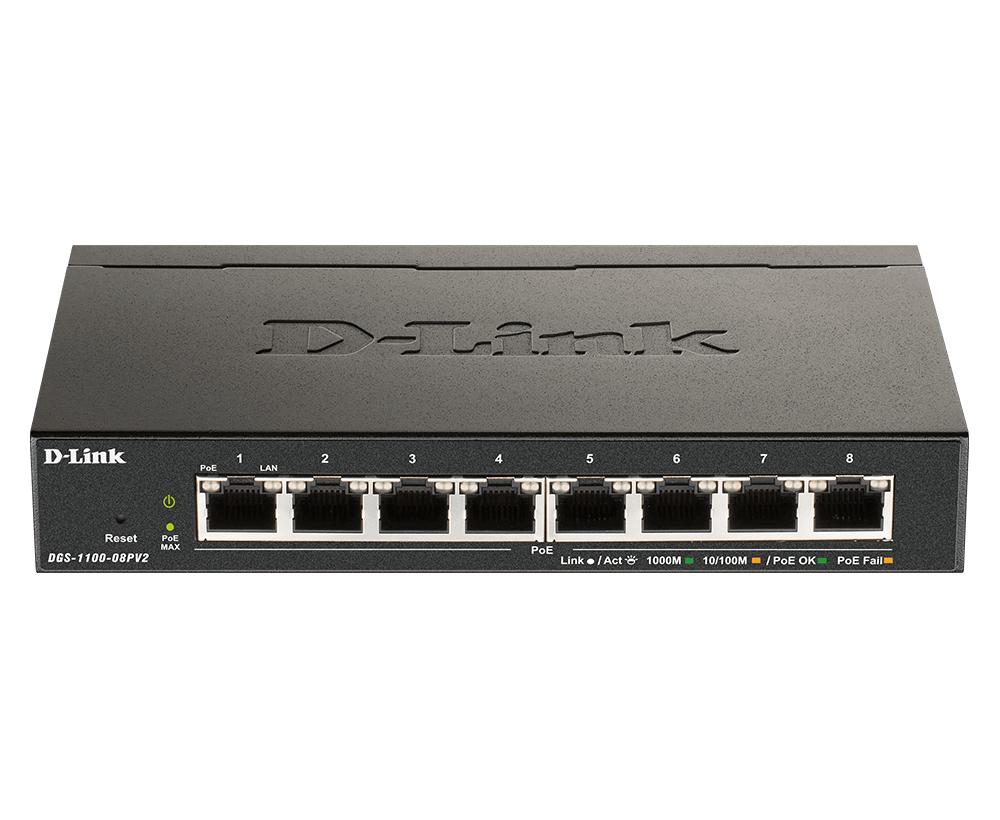 D-Link
D-Link
1 2 3 4 5 6 7 8
PoE LAN
Reset
PoE
MAX
DGS-1100-08PV2
PoE
Link / Act 1000M 10/100M / PoE OK PoE Fail